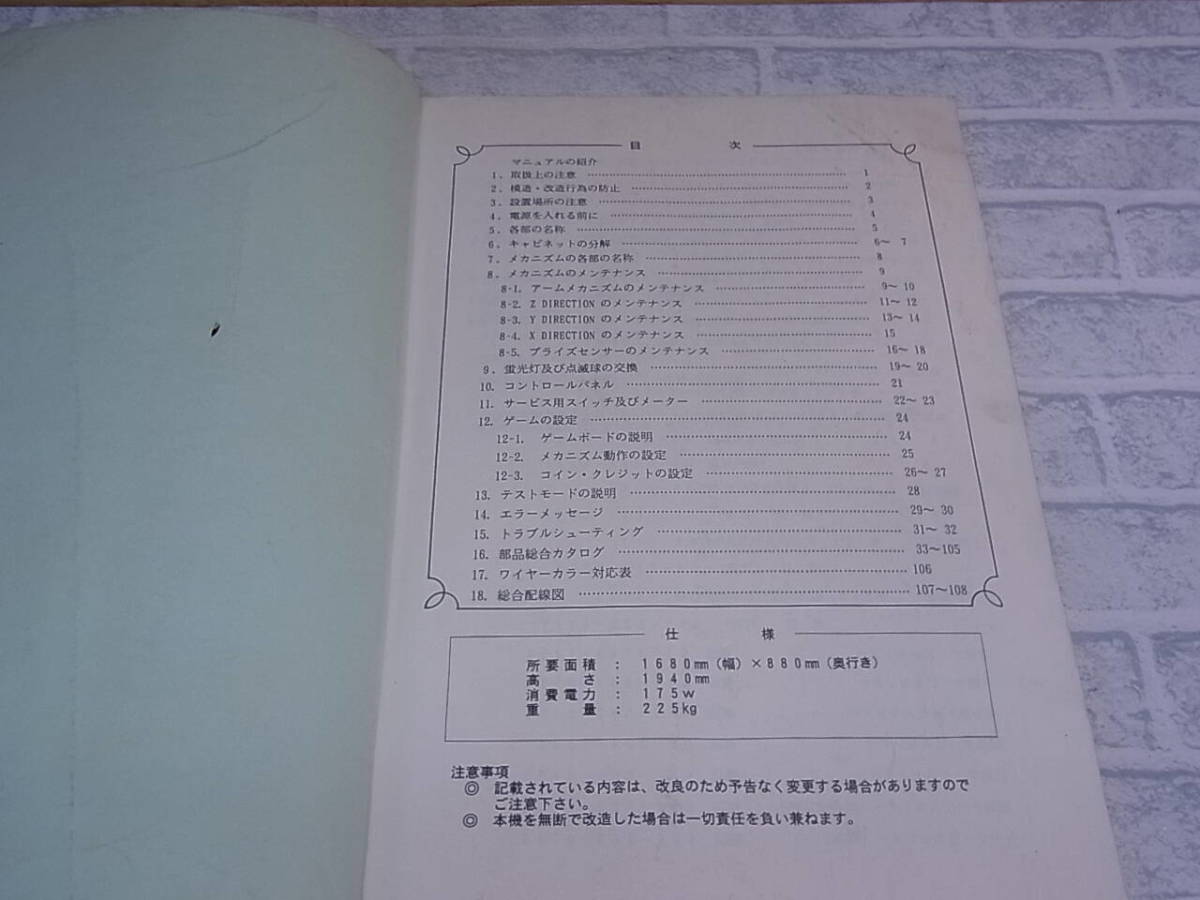 目 次
マニュアルの紹介
1. 取扱上の注意 …… 1
2. 模造・改造行為の防止 …… 2
3. 設置場所の注意 …… 3
4. 電源を入れる前に …… 4
5. 各部の名称 …… 5
6. キャビネットの分解 …… 6～ 7
7. メカニズムの各部の名称 …… 8
8. メカニズムのメンテナンス …… 9
8-1. アームメカニズムのメンテナンス …… 9～ 10
8-2. Z DIRECTION のメンテナンス …… 11～ 12
8-3. Y DIRECTION のメンテナンス …… 13～ 14
8-4. X DIRECTION のメンテナンス …… 15
8-5. プライズセンサーのメンテナンス …… 16～ 18
9. 蛍光灯及び点滅球の交換 …… 19～ 20
10. コントロールパネル …… 21
11. サービス用スイッチ及びメーター …… 22～ 23
12. ゲームの設定 …… 24
12-1. ゲームボードの説明 …… 24
12-2. メカニズム動作の設定 …… 25
12-3. コイン・クレジットの設定 …… 26～ 27
13. テストモードの説明 …… 28
14. エラーメッセージ …… 29～ 30
15. トラブルシューティング …… 31～ 32
16. 部品総合カタログ …… 33～105
17. ワイヤーカラー対応表 …… 106
18. 総合配線図 …… 107～108
仕 様
所要面積 : 1680mm（幅）×880mm（奥行き）
高 さ : 1940mm
消費電力 : 175w
重 量 : 225kg
注意事項
◎ 記載されている内容は、改良のため予告なく変更する場合がありますので
ご注意下さい。
◎ 本機を無断で改造した場合は一切責任を負い兼ねます。